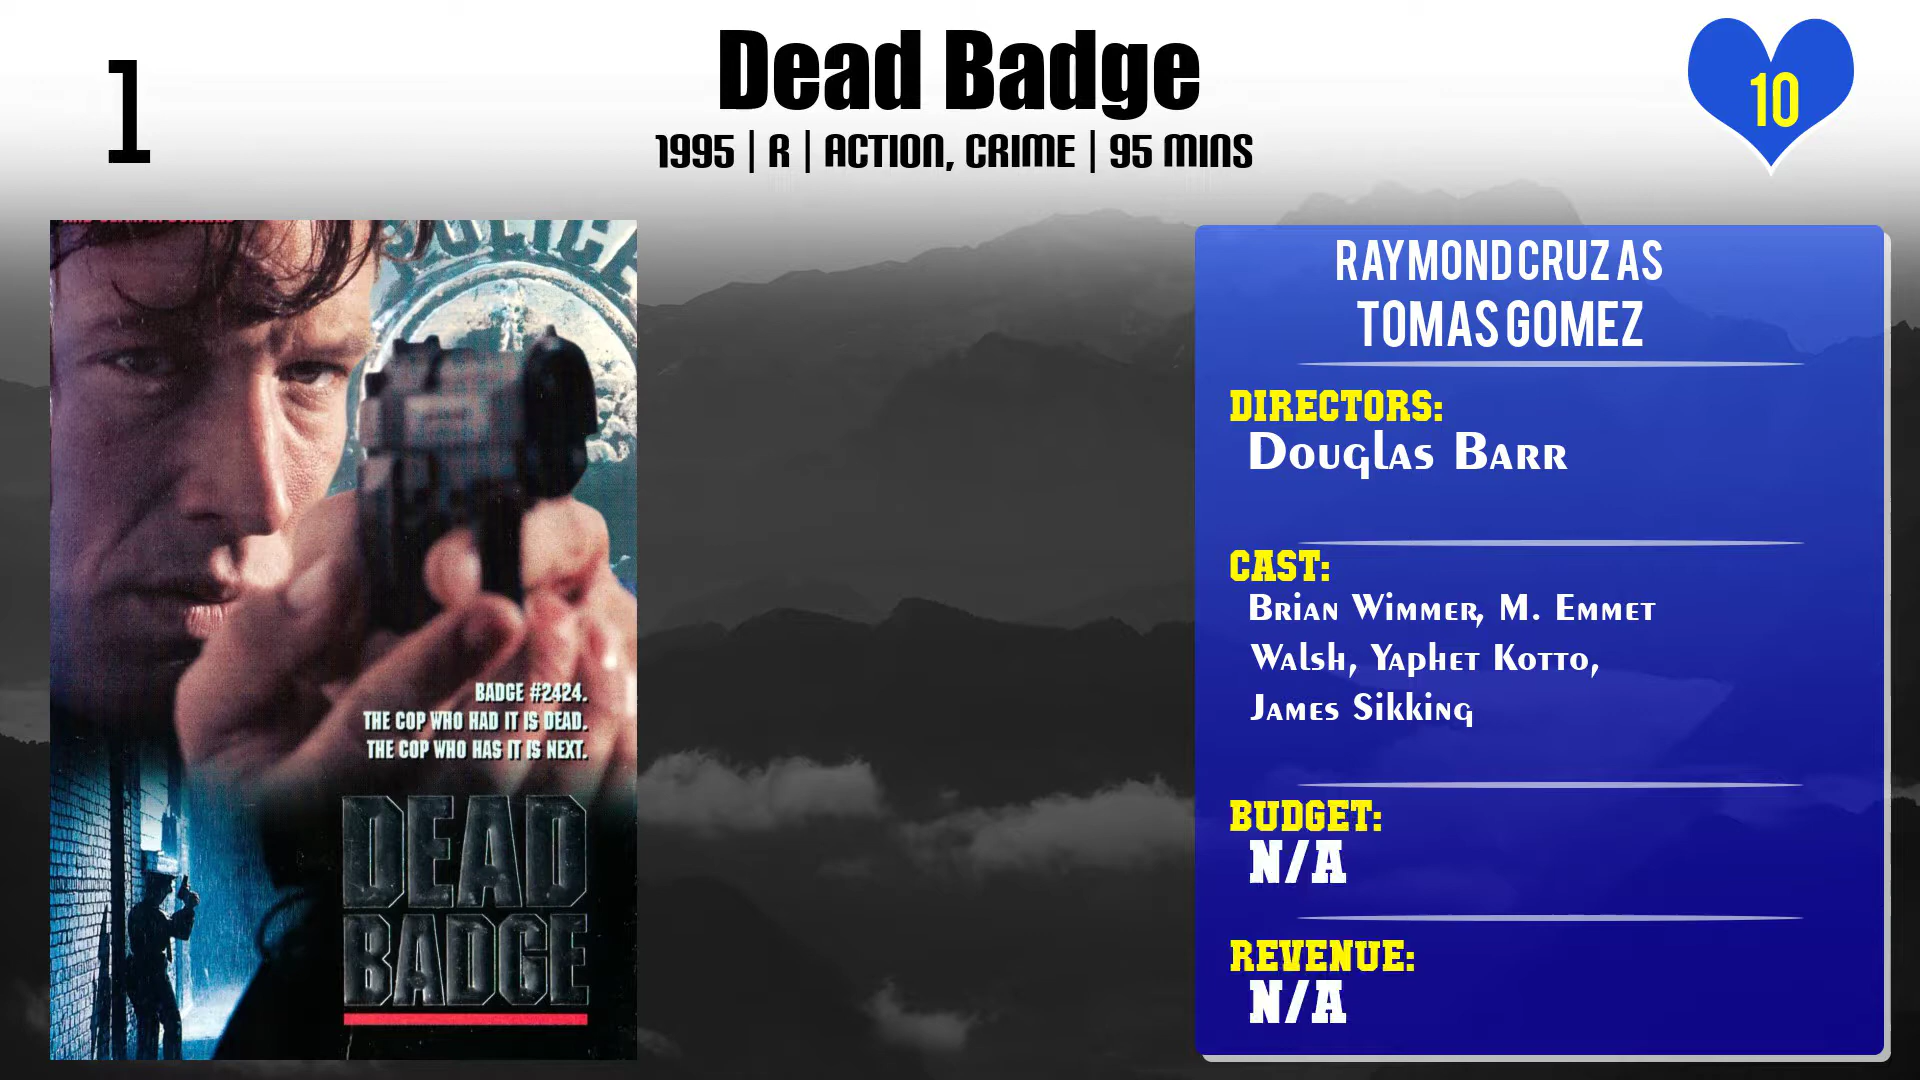 1
Dead Badge
1995 | R | ACTION, CRIME | 95 MINS
10
POLICE
BADGE #2424.
THE COP WHO HAD IT IS DEAD.
THE COP WHO HAS IT IS NEXT.
DEAD
BADGE
RAYMOND CRUZ AS
TOMAS GOMEZ
DIRECTORS:
Douglas Barr
CAST:
Brian Wimmer, M. Emmet
Walsh, Yaphet Kotto,
James Sikking
BUDGET:
N/A
REVENUE:
N/A